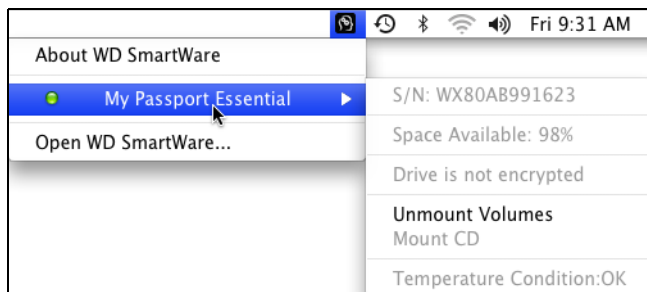 Fri 9:31 AM
About WD SmartWare
My Passport Essential
Open WD SmartWare...
S/N: WX80AB991623
Space Available: 98%
Drive is not encrypted
Unmount Volumes
Mount CD
Temperature Condition:OK